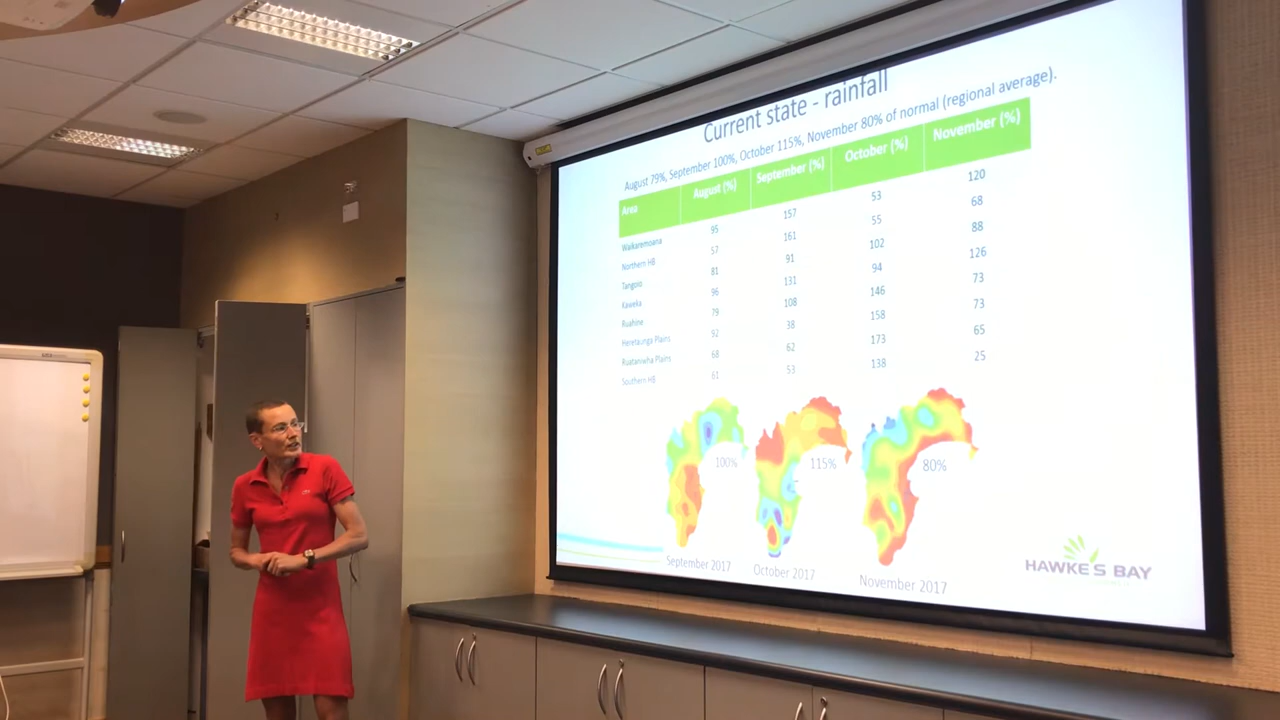 Current state - rainfall
August 79%, September 100%, October 115%, November 80% of normal (regional average).
Area August (%) September (%) October (%) November (%)
Waikaremoana 95 157 53 120
Northern HB 57 161 55 68
Tangoio 81 91 102 88
Kaweka 96 131 94 126
Ruahine 79 108 146 73
Heretaunga Plains 92 38 158 73
Ruataniwha Plains 68 62 173 65
Southern HB 61 53 138 25
100% 115% 80%
September 2017 October 2017 November 2017
HAWKE'S BAY